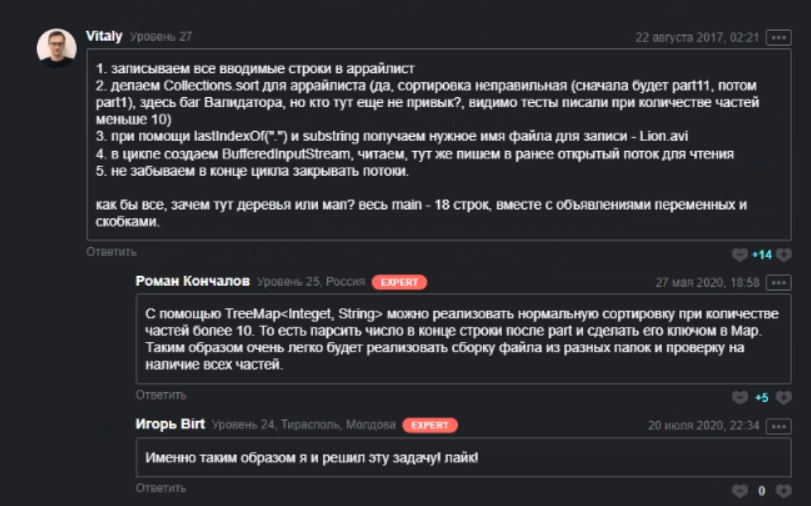 Vitaly Уровень 27 22 августа 2017, 02:21
1. записываем все вводимые строки в аррайлист
2. делаем Collections.sort для аррайлиста (да, сортировка неправильная (сначала будет part11, потом
part1), здесь баг Валидатора, но кто тут еще не привык?, видимо тесты писали при количестве частей
меньше 10)
3. при помощи lastIndexOf(".") и substring получаем нужное имя файла для записи - Lion.avi
4. в цикле создаем BufferedInputStream, читаем, тут же пишем в ранее открытый поток для чтения
5. не забываем в конце цикла закрывать потоки.
как бы все, зачем тут деревья или мап? весь main - 18 строк, вместе с объявлениями переменных и
скобками.
Ответить +14
Роман Кончалов Уровень 25, Россия EXPERT 27 мая 2020, 18:58
С помощью TreeMap<Integet, String> можно реализовать нормальную сортировку при количестве
частей более 10. То есть парсить число в конце строки после part и сделать его ключом в Map.
Таким образом очень легко будет реализовать сборку файла из разных папок и проверку на
наличие всех частей.
Ответить +5
Игорь Birt Уровень 24, Тирасполь, Молдова EXPERT 20 июля 2020, 22:34
Именно таким образом я и решил эту задачу! лайк!
Ответить 0